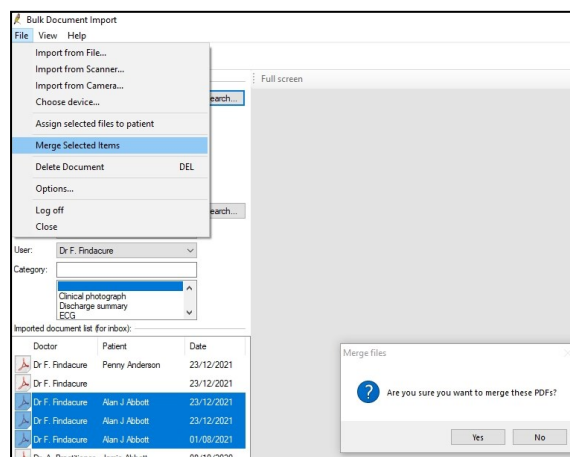 Bulk Document Import
File View Help
Import from File...
Import from Scanner...
Import from Camera...
Choose device...
Assign selected files to patient
Merge Selected Items
Delete Document DEL
Options...
Log off
Close
earch...
Full screen
earch...
User: Dr F. Findacure
Category:
Clinical photograph
Discharge summary
ECG
Imported document list (for inbox):
Doctor Patient Date
Dr F. Findacure Penny Anderson 23/12/2021
Dr F. Findacure 23/12/2021
Dr F. Findacure Alan J Abbott 23/12/2021
Dr F. Findacure Alan J Abbott 23/12/2021
Dr F. Findacure Alan J Abbott 01/08/2021
Merge files
Are you sure you want to merge these PDFs?
Yes No